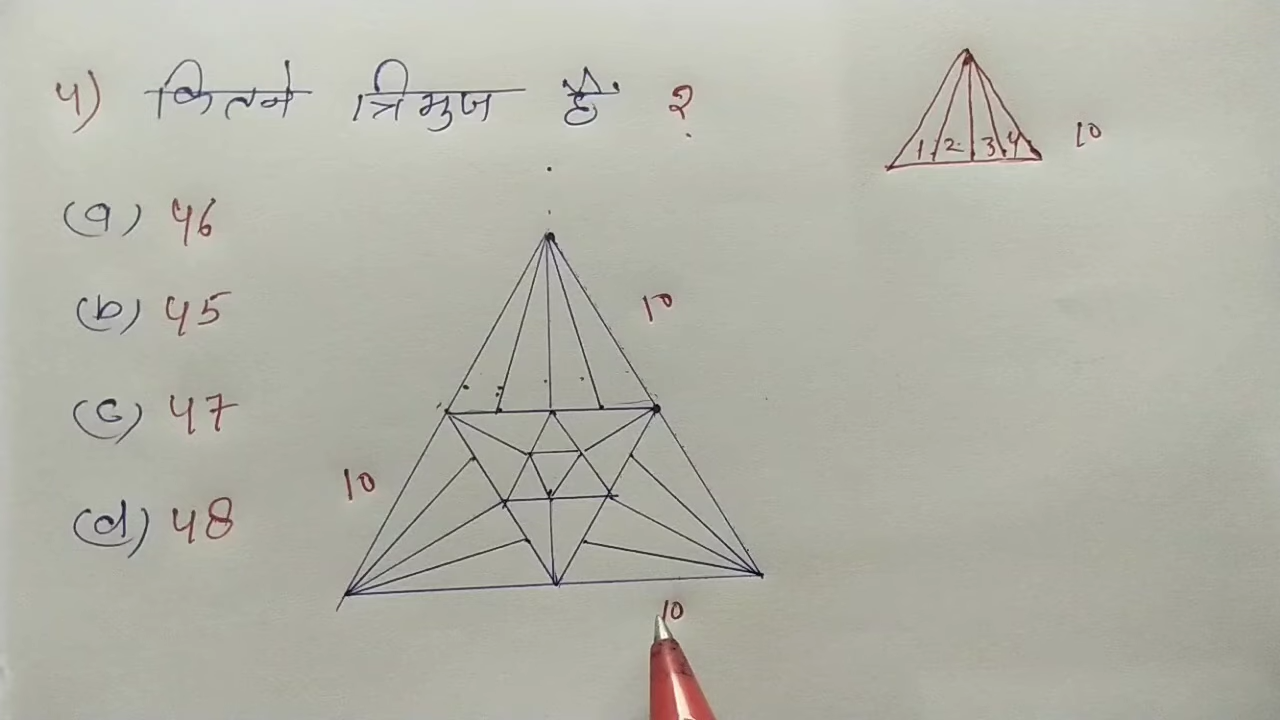 4) कितने त्रिभुज हैं ?
(a) 46
(b) 45
(c) 47
(d) 48
1 2 3 4
10
10
10
10